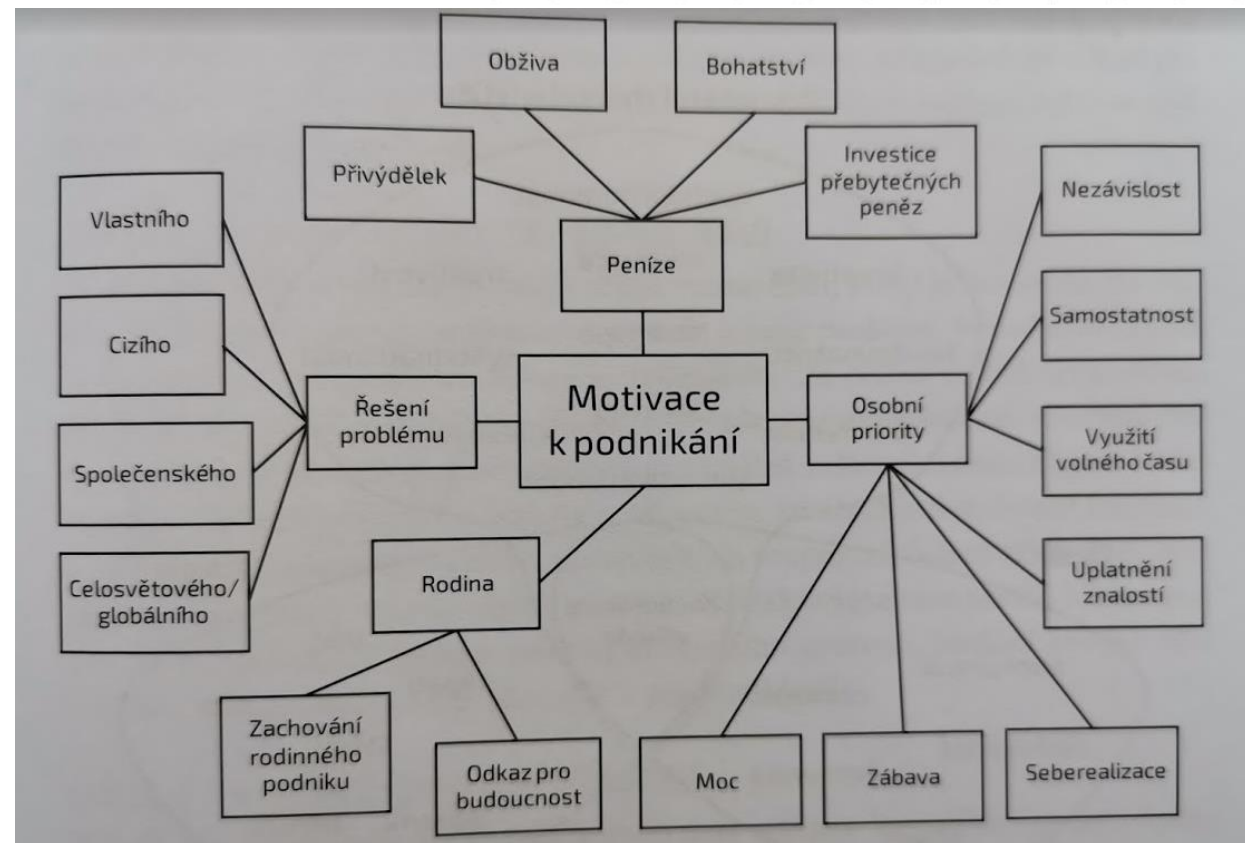 Obživa
Bohatství
Přivýdělek
Investice
přebytečných
peněz
Nezávislost
Vlastního
Peníze
Samostatnost
Cizího
Řešení
problému
Motivace
k podnikání
Osobní
priority
Využití
volného času
Společenského
Celosvětového/
globálního
Rodina
Uplatnění
znalostí
Zachování
rodinného
podniku
Odkaz pro
budoucnost
Moc
Zábava
Seberealizace